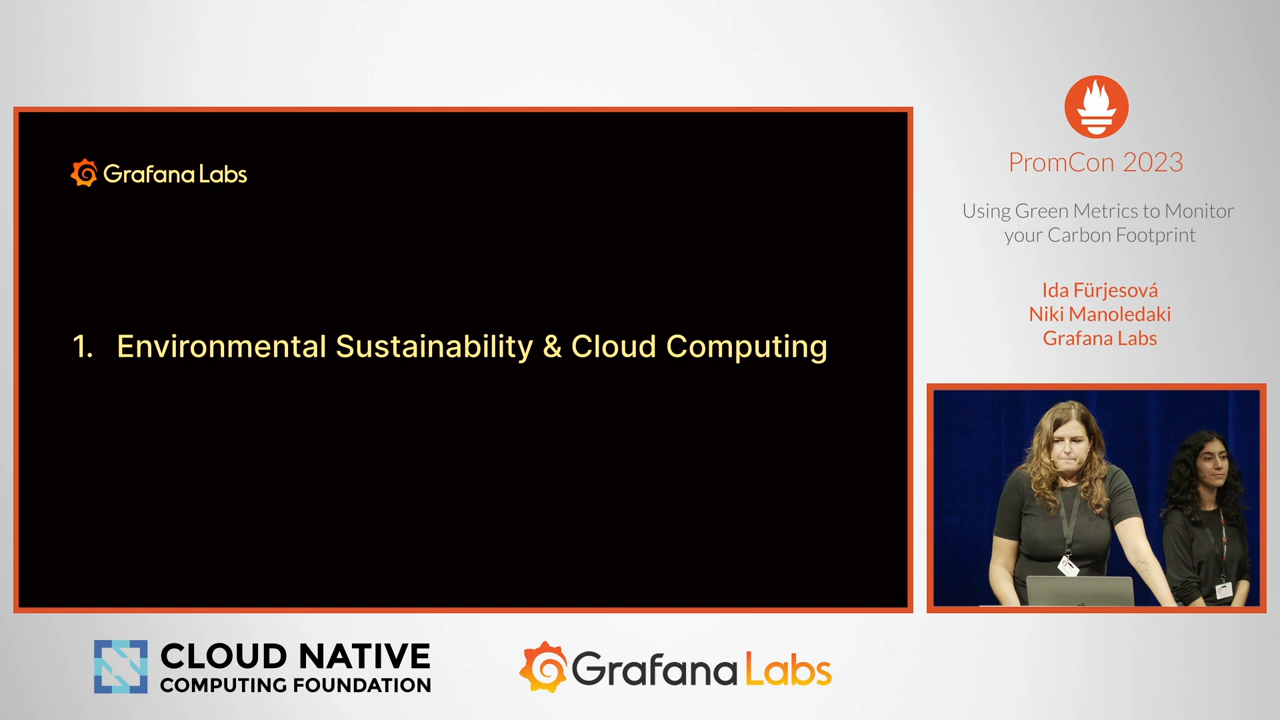 Grafana Labs
1. Environmental Sustainability & Cloud Computing
PromCon 2023
Using Green Metrics to Monitor
your Carbon Footprint
Ida Fürjesová
Niki Manoledaki
Grafana Labs
CLOUD NATIVE
COMPUTING FOUNDATION
Grafana Labs